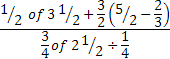 1/2 of 3 1/2 + 3/2 (5/2 − 2/3)
3/4 of 2 1/2 ÷ 1/4